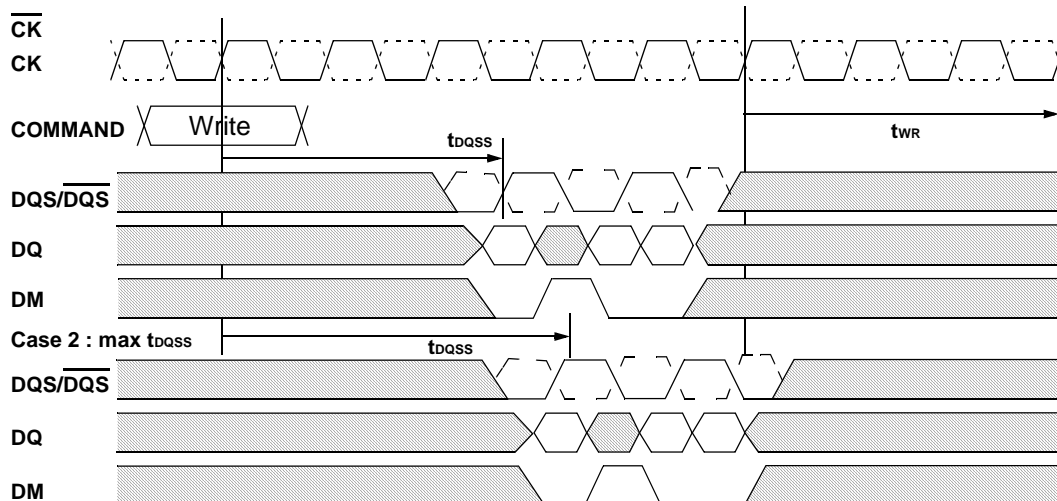 CK
CK
COMMAND Write tWR
tDQSS
DQS/DQS
DQ
DM
Case 2 : max tDQSS tDQSS
DQS/DQS
DQ
DM